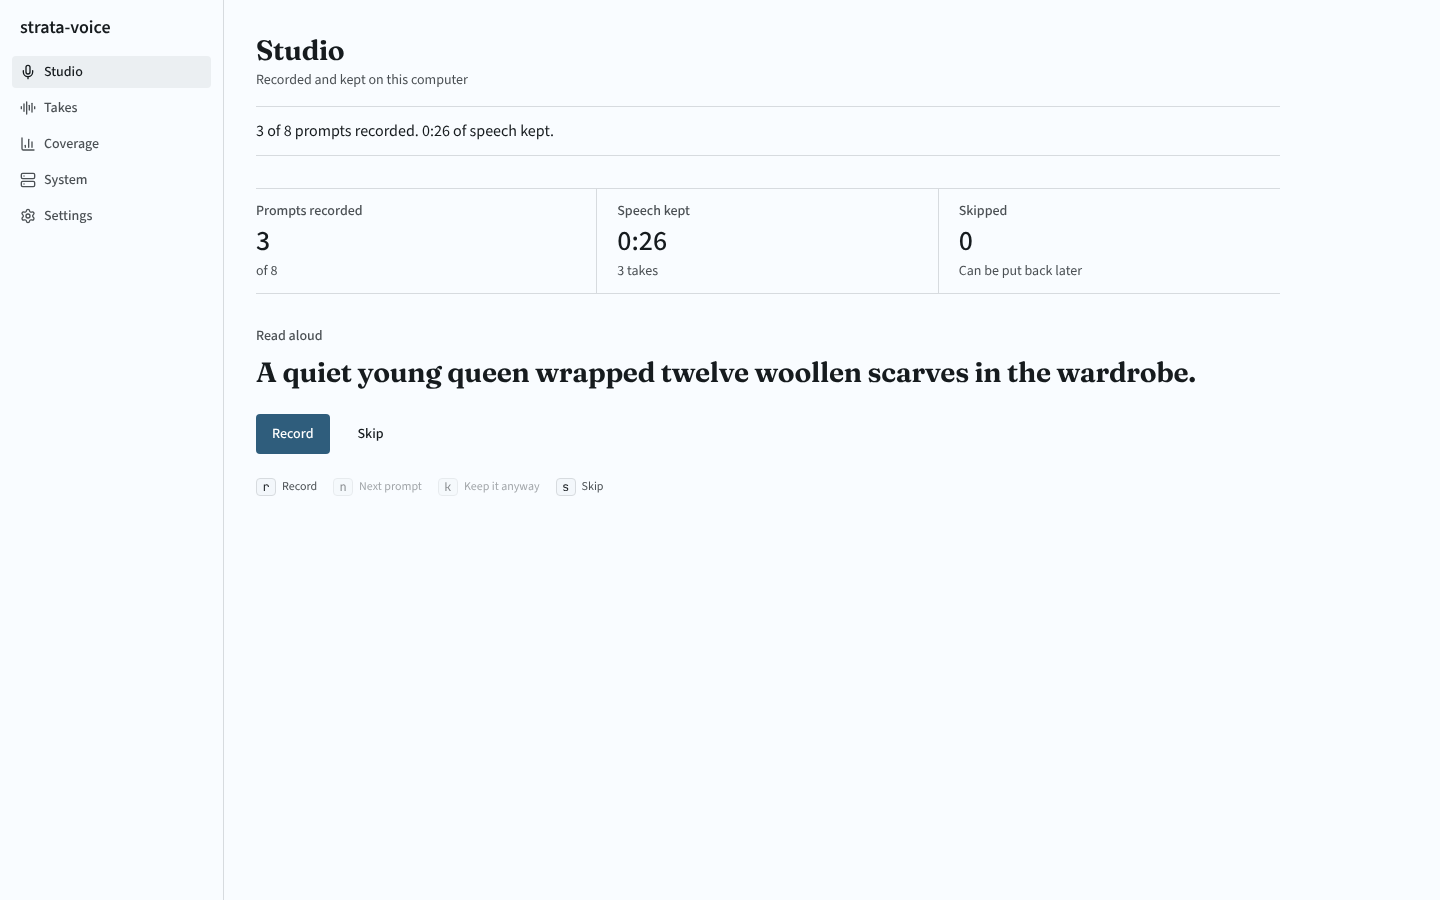 strata-voice
Studio
Takes
Coverage
System
Settings
Studio
Recorded and kept on this computer
3 of 8 prompts recorded. 0:26 of speech kept.
Prompts recorded
3
of 8
Speech kept
0:26
3 takes
Skipped
0
Can be put back later
Read aloud
A quiet young queen wrapped twelve woollen scarves in the wardrobe.
Record Skip
r Record n Next prompt k Keep it anyway s Skip